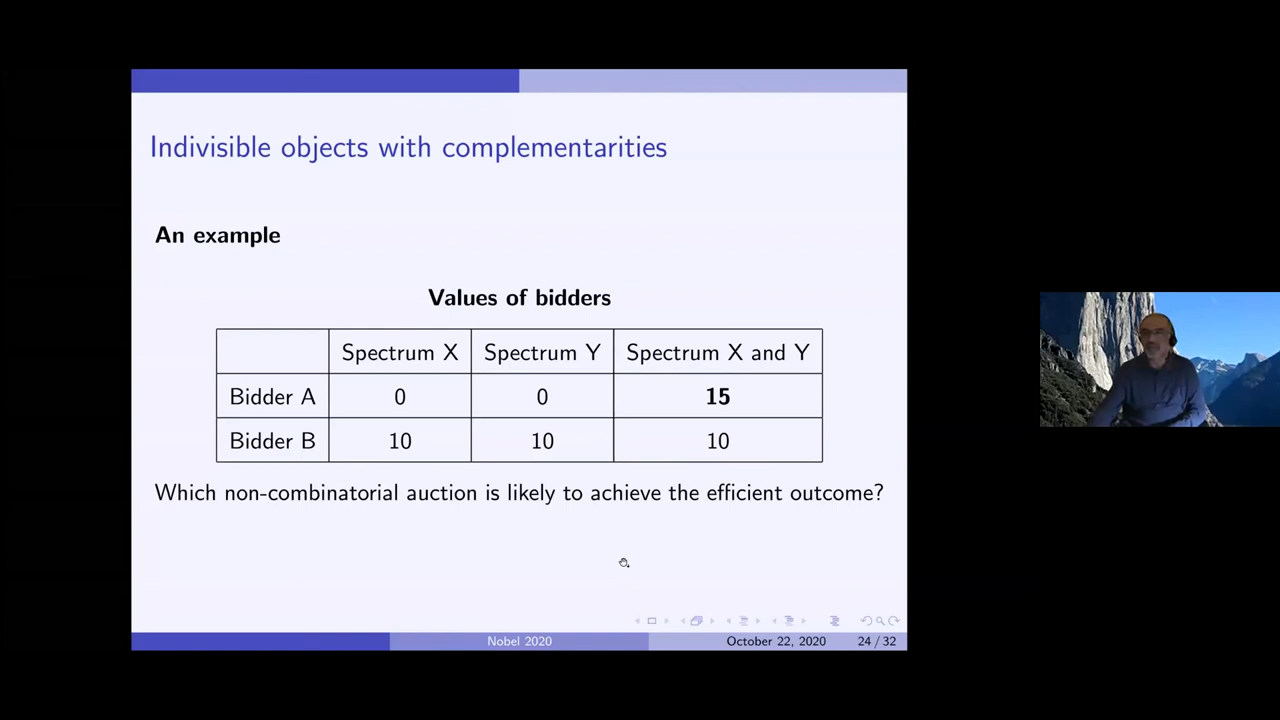 Indivisible objects with complementarities
An example
Values of bidders
Spectrum X Spectrum Y Spectrum X and Y
Bidder A 0 0 15
Bidder B 10 10 10
Which non-combinatorial auction is likely to achieve the efficient outcome?
Nobel 2020 October 22, 2020 24 / 32